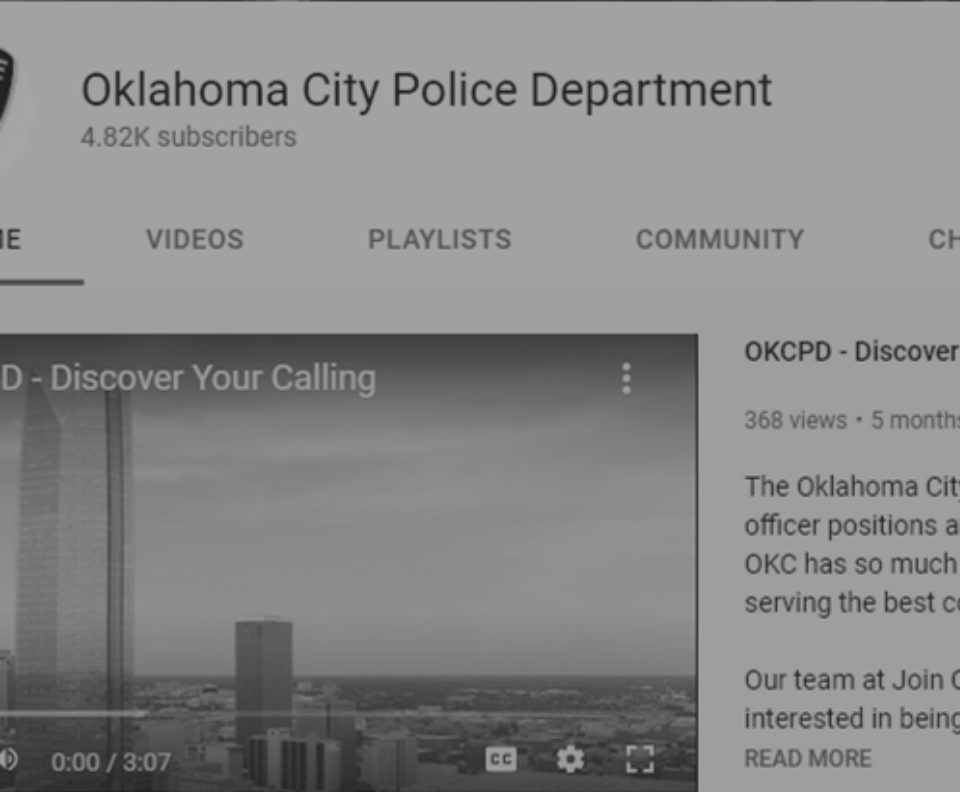 Oklahoma City Police Department
4.82K subscribers
VIDEOS PLAYLISTS COMMUNITY
- Discover Your Calling
OKCPD - Discover
368 views • 5 months
The Oklahoma City
officer positions
OKC has so much
serving the best
Our team at Join
interested in being
READ MORE
0:00 / 3:07
CC